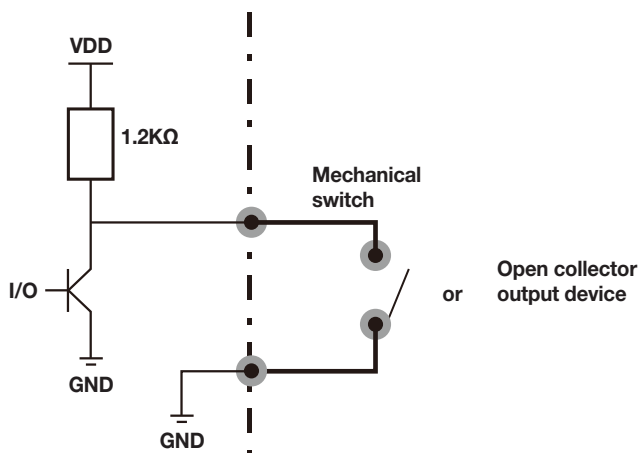 VDD
1.2KΩ
Mechanical
switch
I/O
or
Open collector
output device
GND
GND